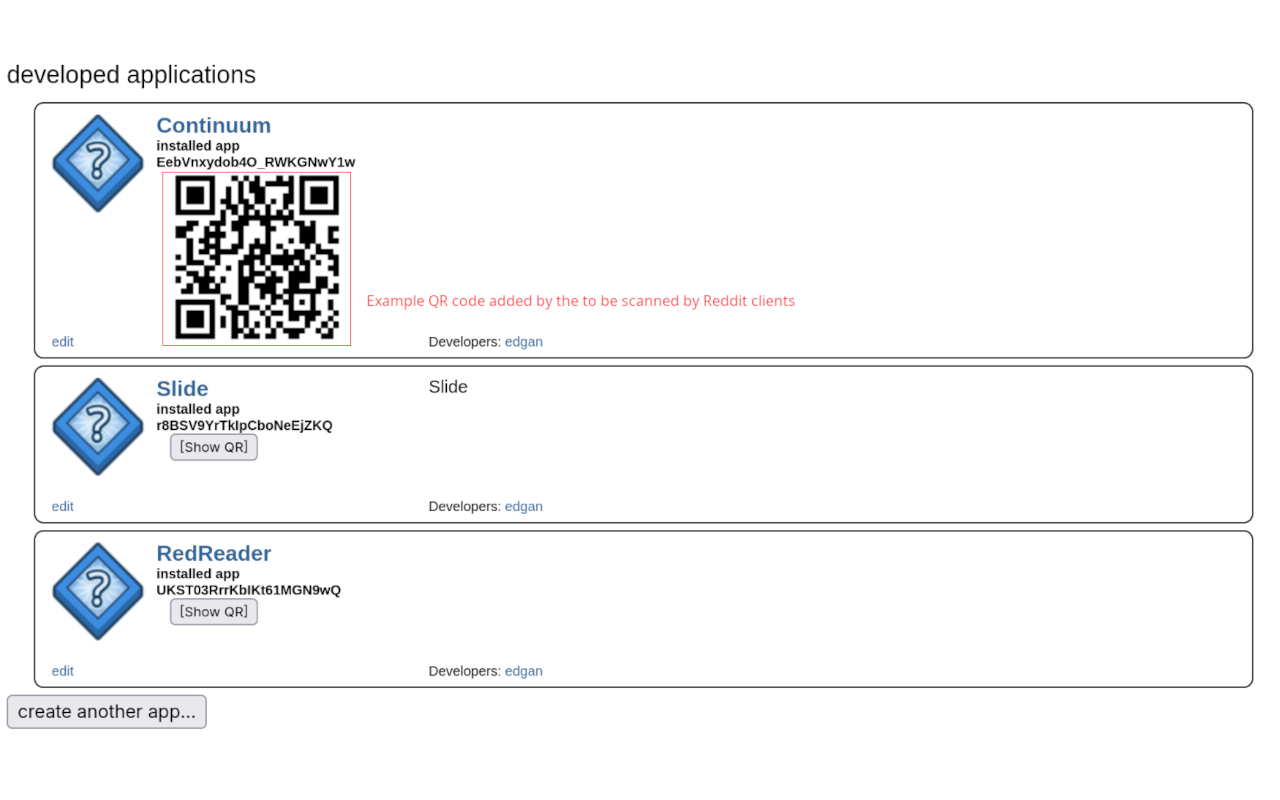 developed applications
Continuum
installed app
EebVnxydob4O_RWKGNwY1w
Example QR code added by the to be scanned by Reddit clients
edit
Developers: edgan
Slide
Slide
installed app
r8BSV9YrTkIpCboNeEjZKQ
[Show QR]
edit
Developers: edgan
RedReader
installed app
UKST03RrrKbIKt61MGN9wQ
[Show QR]
edit
Developers: edgan
create another app...